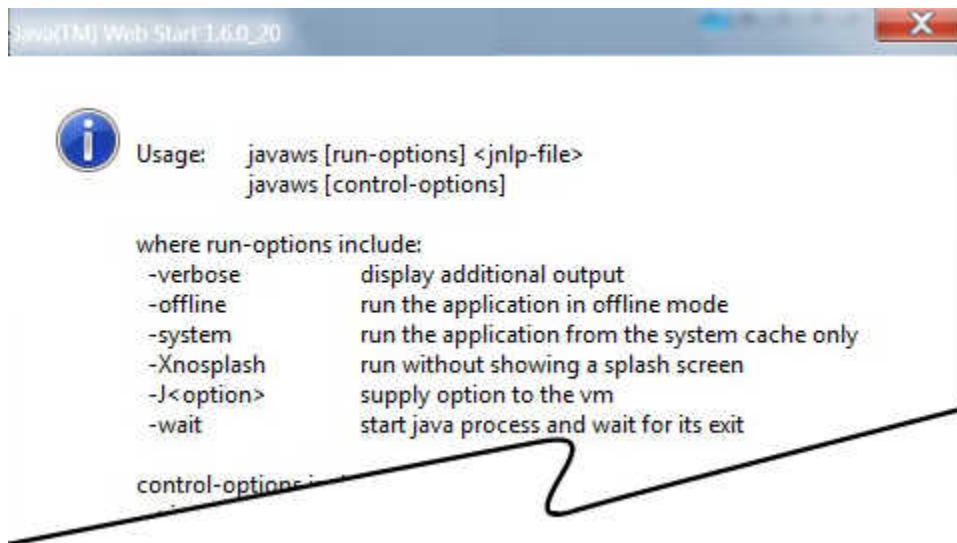 Java(TM) Web Start 1.6.0_20
Usage: javaws [run-options] <jnlp-file>
javaws [control-options]
where run-options include:
-verbose display additional output
-offline run the application in offline mode
-system run the application from the system cache only
-Xnosplash run without showing a splash screen
-J<option> supply option to the vm
-wait start java process and wait for its exit
control-options